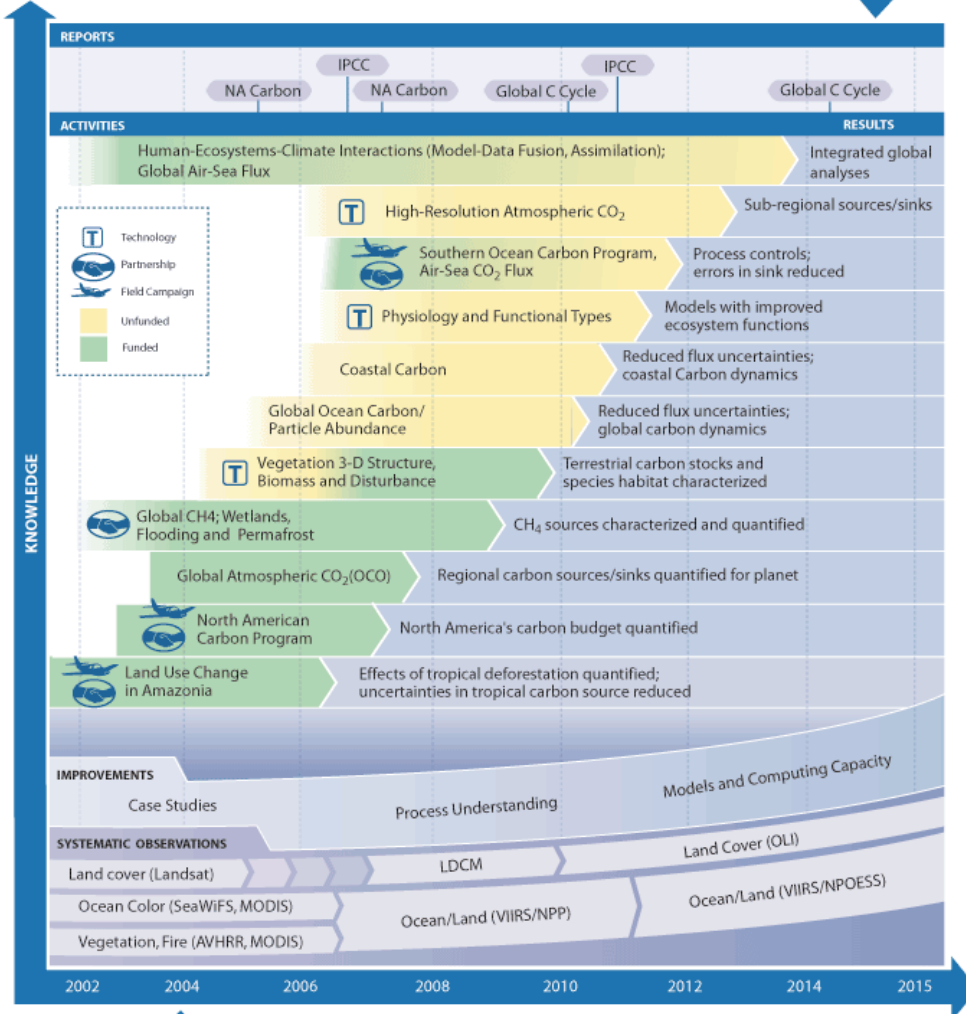 REPORTS
IPCC
IPCC
NA Carbon
NA Carbon
Global C Cycle
Global C Cycle
ACTIVITIES
RESULTS
Human-Ecosystems-Climate Interactions (Model-Data Fusion, Assimilation);
Global Air-Sea Flux
Integrated global
analyses
T
High-Resolution Atmospheric CO₂
Sub-regional sources/sinks
T
Technology
Partnership
Field Campaign
Unfunded
Funded
Southern Ocean Carbon Program,
Air-Sea CO₂ Flux
Process controls;
errors in sink reduced
T
Physiology and Functional Types
Models with improved
ecosystem functions
Coastal Carbon
Reduced flux uncertainties;
coastal Carbon dynamics
Global Ocean Carbon/
Particle Abundance
Reduced flux uncertainties;
global carbon dynamics
T
Vegetation 3-D Structure,
Biomass and Disturbance
Terrestrial carbon stocks and
species habitat characterized
Global CH4; Wetlands,
Flooding and Permafrost
CH₄ sources characterized and quantified
Global Atmospheric CO₂(OCO)
Regional carbon sources/sinks quantified for planet
North American
Carbon Program
North America's carbon budget quantified
Land Use Change
in Amazonia
Effects of tropical deforestation quantified;
uncertainties in tropical carbon source reduced
KNOWLEDGE
IMPROVEMENTS
Case Studies
Process Understanding
Models and Computing Capacity
SYSTEMATIC OBSERVATIONS
Land cover (Landsat)
LDCM
Land Cover (OLI)
Ocean Color (SeaWiFS, MODIS)
Vegetation, Fire (AVHRR, MODIS)
Ocean/Land (VIIRS/NPP)
Ocean/Land (VIIRS/NPOESS)
2002
2004
2006
2008
2010
2012
2014
2015